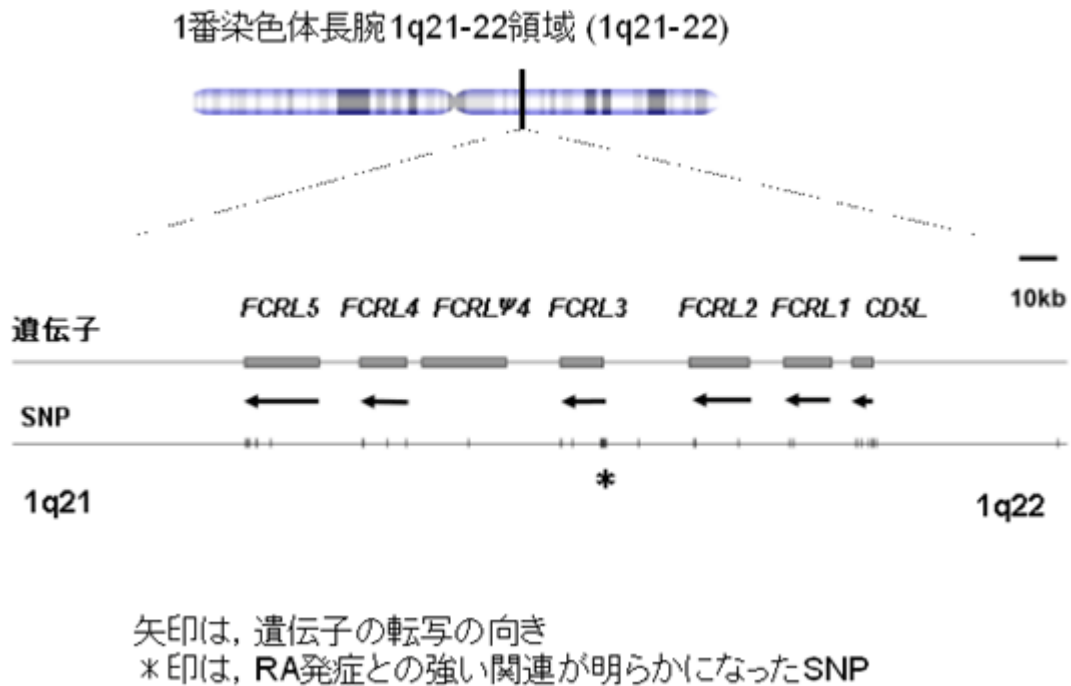 1番染色体長腕1q21-22領域 (1q21-22)
10kb
FCRL5 FCRL4 FCRLΨ4 FCRL3 FCRL2 FCRL1 CD5L
遺伝子
SNP
*
1q21 1q22
矢印は, 遺伝子の転写の向き
*印は, RA発症との強い関連が明らかになったSNP